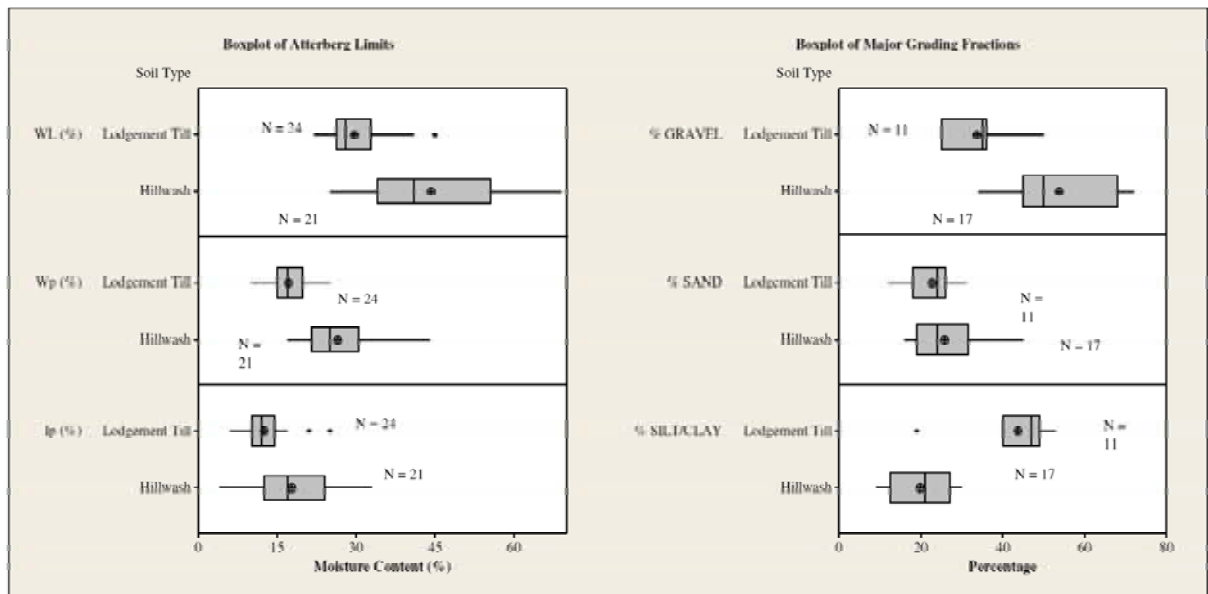 Boxplot of Atterberg Limits
Soil Type
WL (%) Lodgement Till N = 24
Hillwash
N = 21
Wp (%) Lodgement Till
N = 24
Hillwash N =
21
Ip (%) Lodgement Till N = 24
Hillwash N = 21
0 15 30 45 60
Moisture Content (%)
Boxplot of Major Grading Fractions
Soil Type
% GRAVEL Lodgement Till N = 11
Hillwash
N = 17
% SAND Lodgement Till
N =
11
Hillwash N = 17
% SILT/CLAY Lodgement Till N =
11
Hillwash N = 17
0 20 40 60 80
Percentage